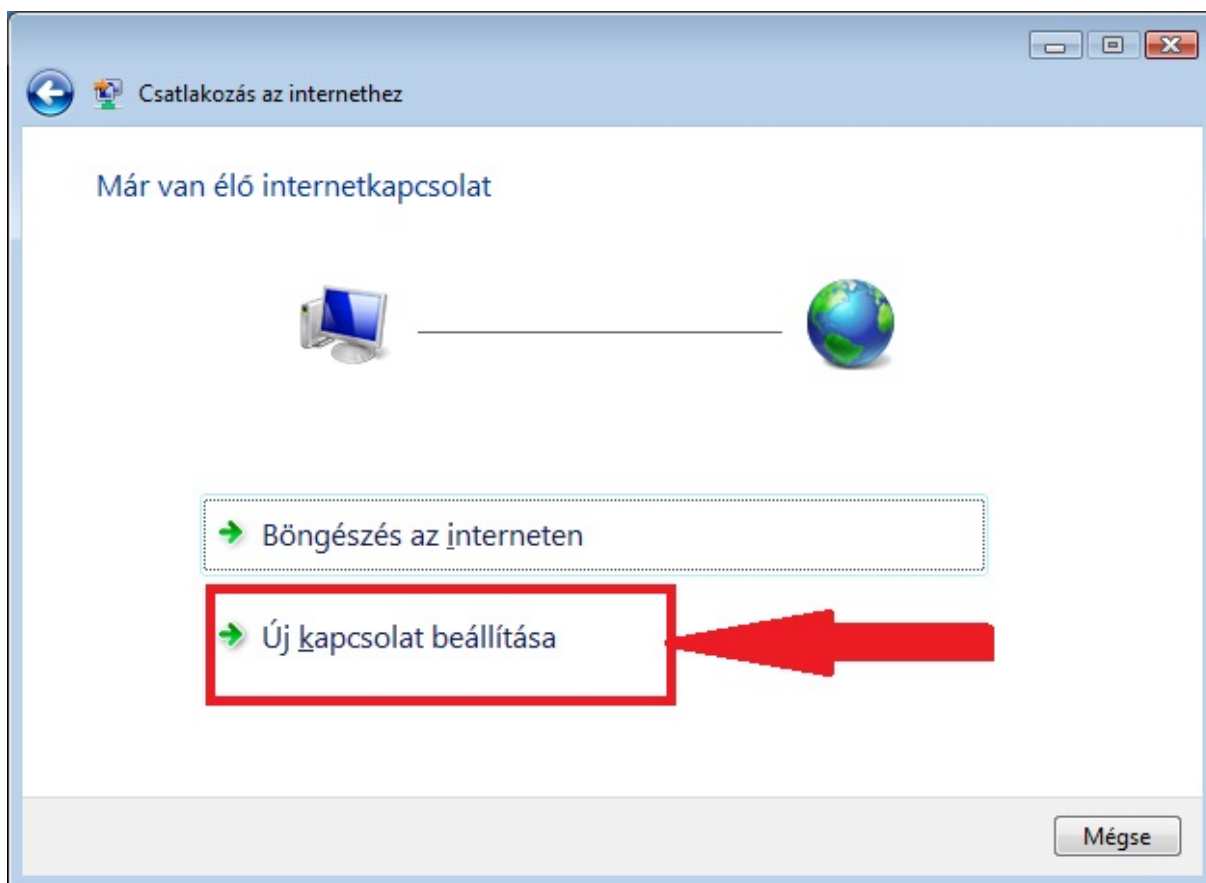 Csatlakozás az internethez
Már van élő internetkapcsolat
Böngészés az interneten
Új kapcsolat beállítása
Mégse